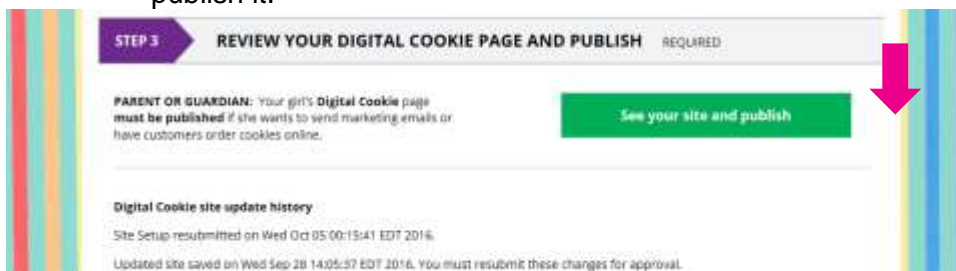 publish it.
STEP 3 REVIEW YOUR DIGITAL COOKIE PAGE AND PUBLISH REQUIRED
PARENT OR GUARDIAN: Your girl's Digital Cookie page
must be published if she wants to send marketing emails or
have customers order cookies online.
See your site and publish
Digital Cookie site update history
Site Setup resubmitted on Wed Oct 05 00:15:41 EDT 2016.
Updated site saved on Wed Sep 28 14:05:37 EDT 2016. You must resubmit these changes for approval.